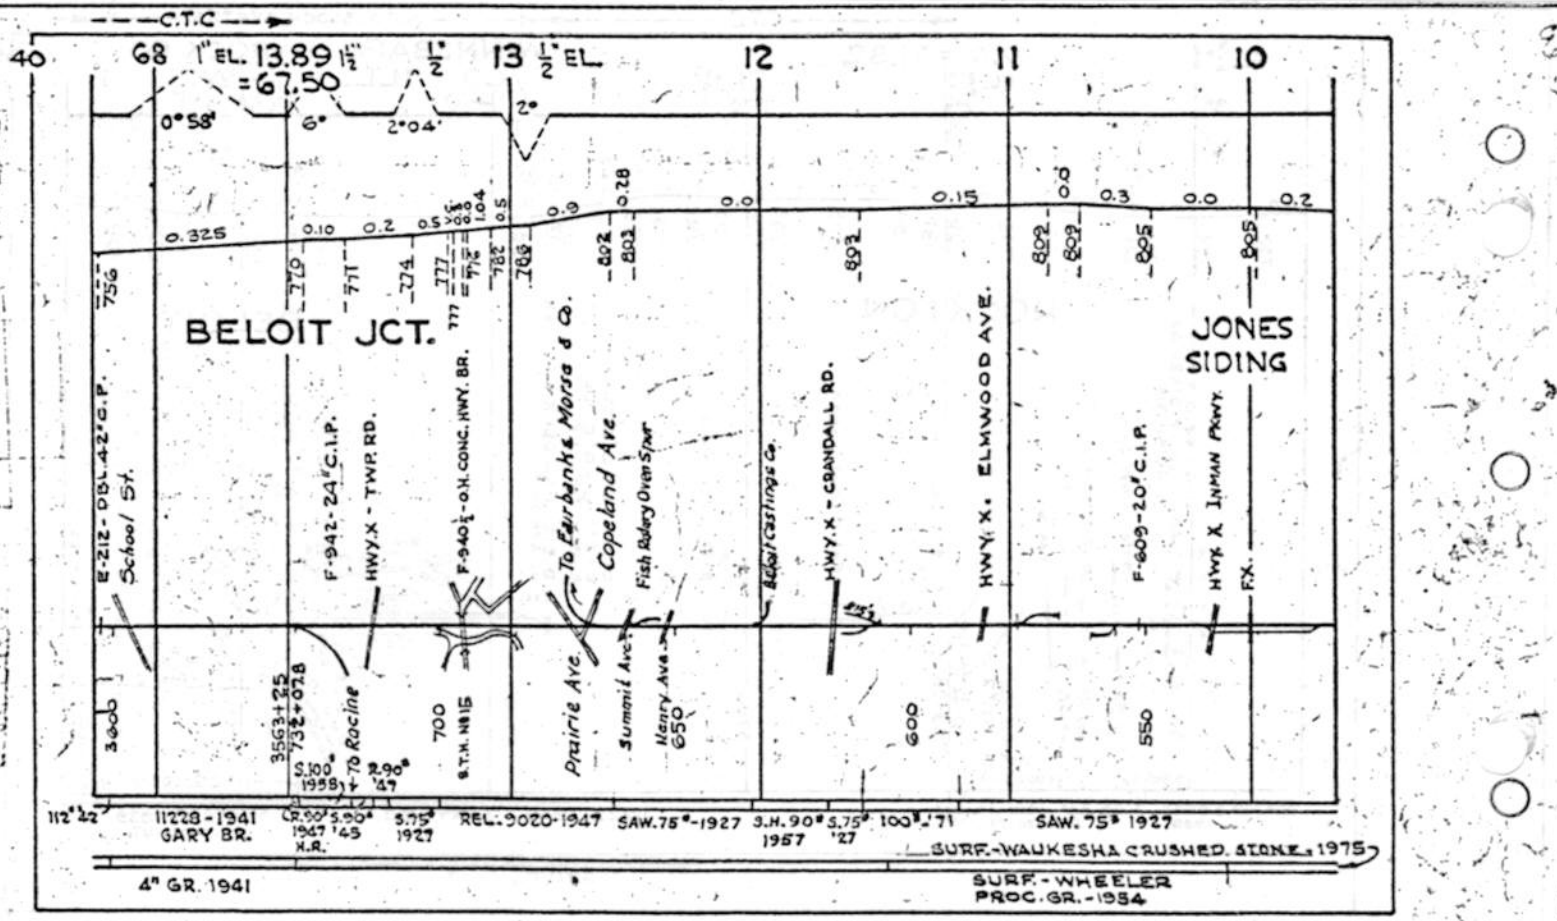 C.T.C
40
68
1" EL. 13.89 1½"
= 67.50
½"
13
½" EL.
12
11
10
0° 58'
6°
2° 04'
2°
0.325
0.10
0.2
0.5
0.0
1.04
0.5
0.9
0.28
0.0
0.15
0.0
0.3
0.0
0.2
756
770
771
774
777
777
776
782
788
802
803
803
809
809
805
805
BELOIT JCT.
JONES
SIDING
E-212 - DBL. 42" C.P.
School St.
F-942-24" C.I.P.
HWY.X - TWP. RD.
F-940½-O.H. CONC. HWY. BR.
To Fairbanks Morse & Co.
Copeland Ave.
Fish Rotary Oven Spur
Beloit Castings Co.
HWY.X - CRANDALL RD.
HWY. X. ELMWOOD AVE.
F-609-20" C.I.P.
HWY. X INMAN PKWY.
F.X.
3600
3563+25
732+07.8
To Racine
700
S.T.H. Nº 15
Prairie Ave.
Summit Ave.
Henry Ave.
650
600
550
S.100#
1958
R.90#
'47
112# '42
11228-1941
GARY BR.
C.R.90#
1947
H.R.
S.90#
'45
S.75#
1927
REL.-9020-1947
SAW. 75#-1927
S.H. 90#
1957
S.75#
'27
100#-'71
SAW. 75# 1927
SURF.-WAUKESHA CRUSHED STONE-1975
4" GR. 1941
SURF.-WHEELER
PROC. GR.-1954